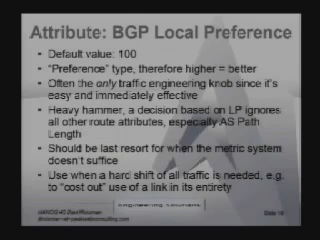 Attribute: BGP Local Preference
• Default value: 100
• "Preference" type, therefore higher = better
• Often the only traffic engineering knob since it's
easy and immediately effective
• Heavy hammer, a decision based on LP ignores
all other route attributes, especially AS Path
Length
• Should be last resort for when the metric system
doesn't suffice
• Use when a hard shift of all traffic is needed, e.g.
to "cost out" use of a link in its entirety
Engineering Solutions
Slide